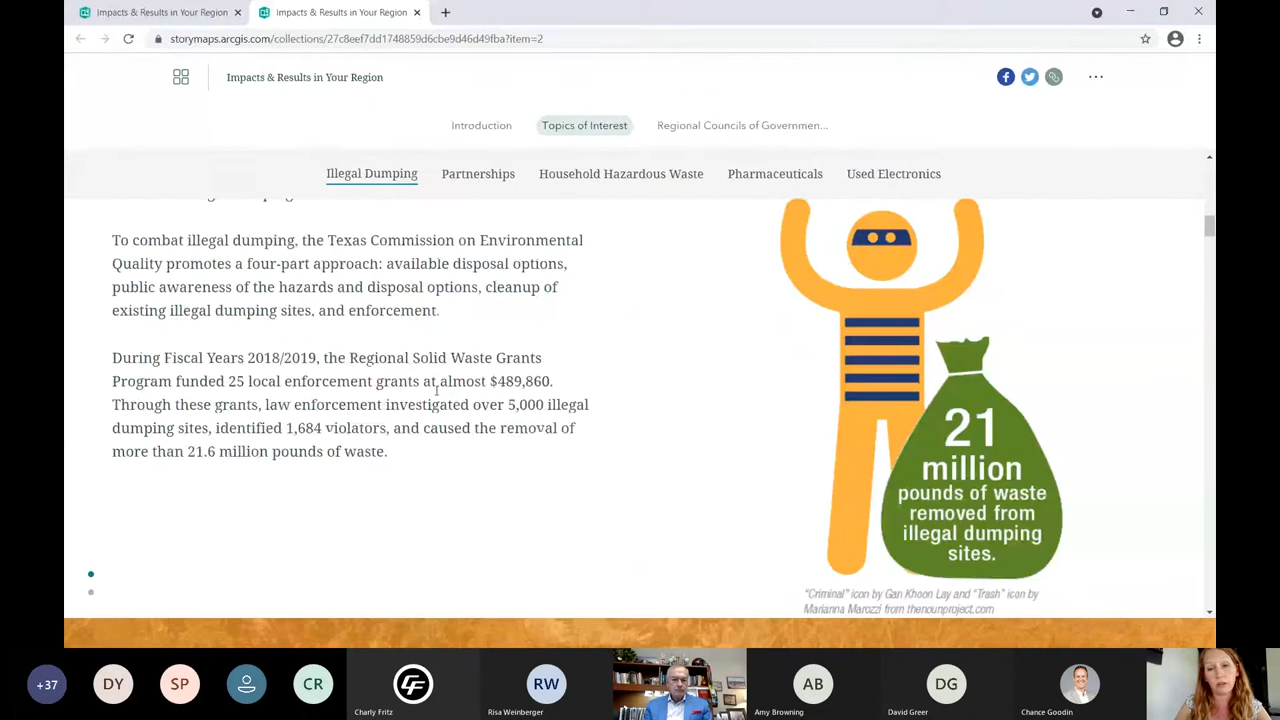 Impacts & Results in Your Region
Impacts & Results in Your Region
storymaps.arcgis.com/collections/27c8eef7dd1748859d6cbe9d46d49fba?item=2
Impacts & Results in Your Region
Introduction
Topics of Interest
Regional Councils of Governmen...
Illegal Dumping
Partnerships
Household Hazardous Waste
Pharmaceuticals
Used Electronics
To combat illegal dumping, the Texas Commission on Environmental
Quality promotes a four-part approach: available disposal options,
public awareness of the hazards and disposal options, cleanup of
existing illegal dumping sites, and enforcement.
During Fiscal Years 2018/2019, the Regional Solid Waste Grants
Program funded 25 local enforcement grants at almost $489,860.
Through these grants, law enforcement investigated over 5,000 illegal
dumping sites, identified 1,684 violators, and caused the removal of
more than 21.6 million pounds of waste.
21
million
pounds of waste
removed from
illegal dumping
sites.
"Criminal" icon by Gan Khoon Lay and "Trash" icon by
Marianna Marozzi from thenounproject.com
+37
DY
SP
CR
CF
Charly Fritz
RW
Risa Weinberger
AB
Amy Browning
DG
David Greer
Chance Goodin